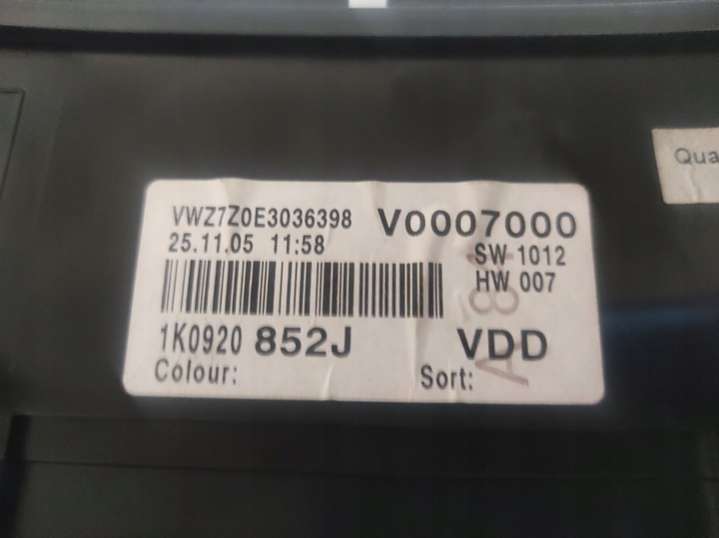 VWZ7Z0E3036398 V0007000
25.11.05 11:58 SW 1012
HW 007
1K0920 852J VDD
Colour: Sort:
Qua